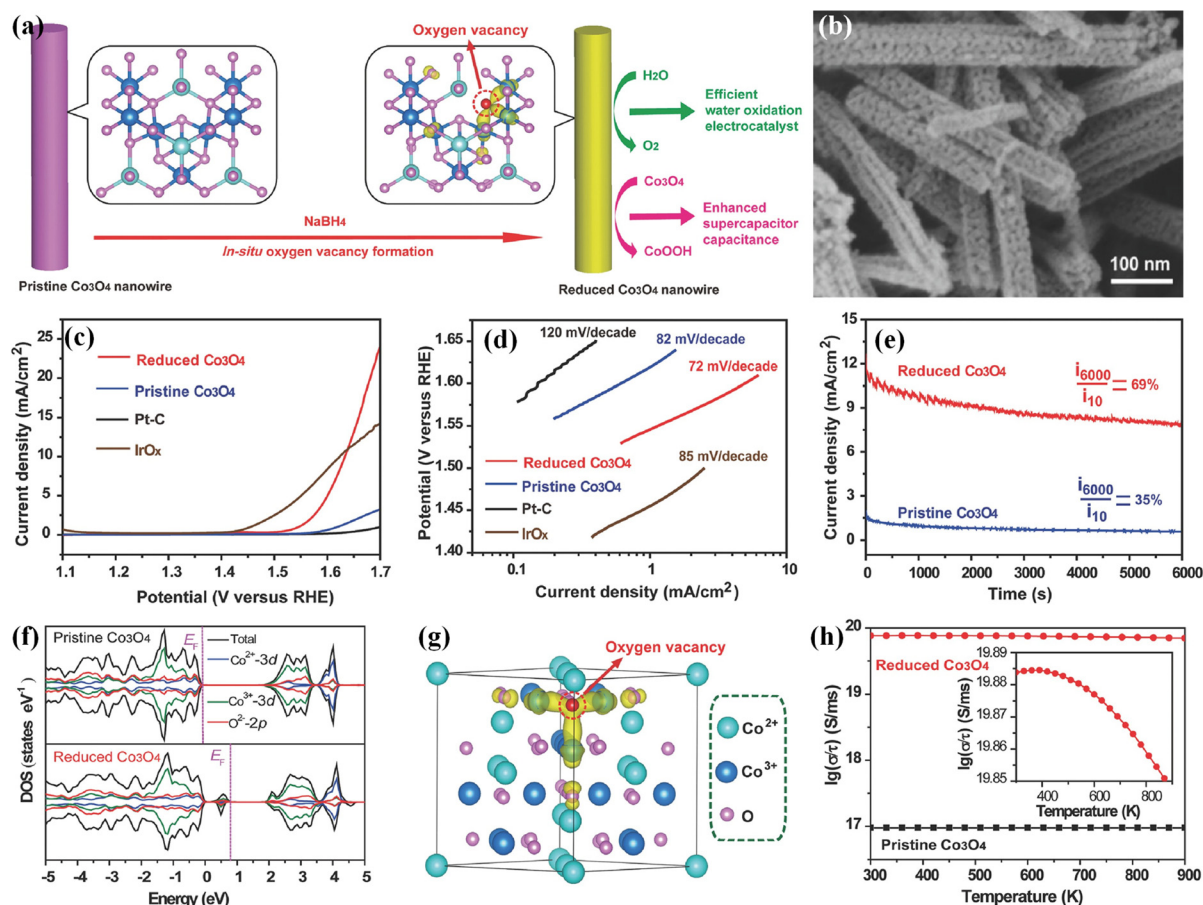 (a)
Oxygen vacancy
H2O
Efficient
water oxidation
electrocatalyst
O2
Co3O4
Enhanced
supercapacitor
capacitance
CoOOH
NaBH4
In-situ oxygen vacancy formation
Pristine Co3O4 nanowire
Reduced Co3O4 nanowire
(b)
100 nm
(c)
Current density (mA/cm²)
25
20
15
10
5
0
Reduced Co3O4
Pristine Co3O4
Pt-C
IrOx
1.1 1.2 1.3 1.4 1.5 1.6 1.7
Potential (V versus RHE)
(d)
Potential (V versus RHE)
1.65
1.60
1.55
1.50
1.45
1.40
120 mV/decade
82 mV/decade
72 mV/decade
85 mV/decade
Reduced Co3O4
Pristine Co3O4
Pt-C
IrOx
0.1 1 10
Current density (mA/cm²)
(e)
Current density (mA/cm²)
15
12
9
6
3
0
Reduced Co3O4
i6000/i10 = 69%
Pristine Co3O4
i6000/i10 = 35%
0 1000 2000 3000 4000 5000 6000
Time (s)
(f)
DOS (states eV⁻¹)
Pristine Co3O4
EF
Total
Co²⁺-3d
Co³⁺-3d
O²⁻-2p
Reduced Co3O4
EF
-5 -4 -3 -2 -1 0 1 2 3 4 5
Energy (eV)
(g)
Oxygen vacancy
Co²⁺
Co³⁺
O
(h)
lg(σ/τ) (S/ms)
20
19
18
17
16
Reduced Co3O4
lg(σ/τ) (S/ms)
19.89
19.88
19.87
19.86
19.85
400 600 800
Temperature (K)
Pristine Co3O4
300 400 500 600 700 800 900
Temperature (K)